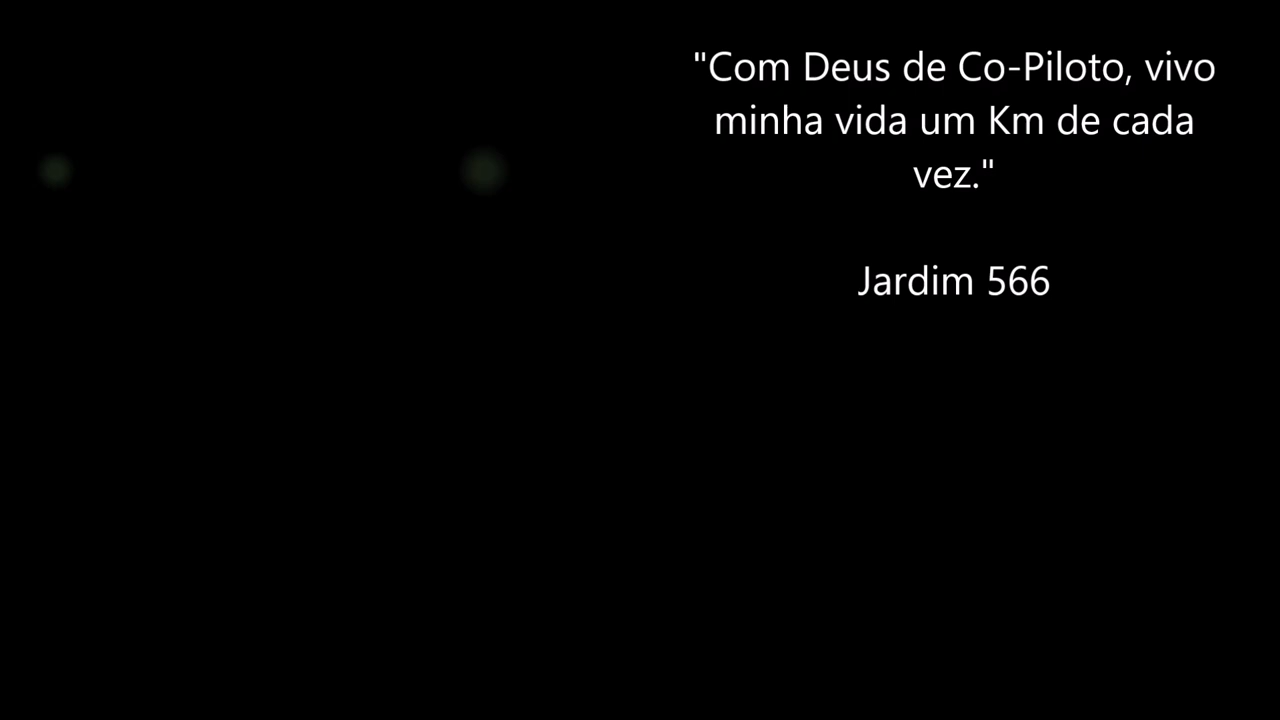 "Com Deus de Co-Piloto, vivo
minha vida um Km de cada
vez."
Jardim 566